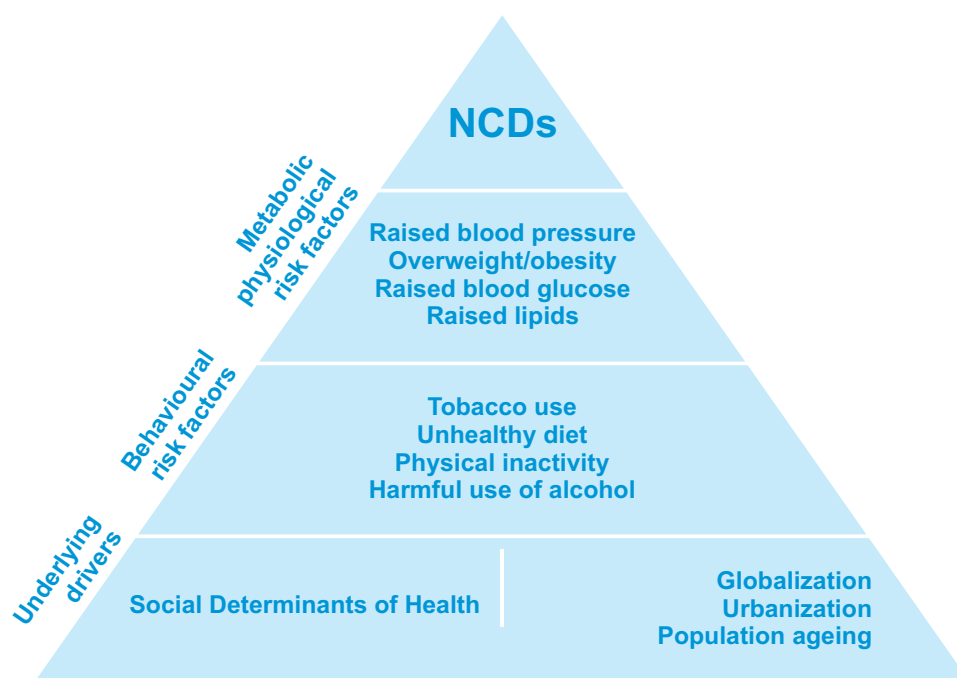 NCDs
Metabolic
physiological
risk factors
Raised blood pressure
Overweight/obesity
Raised blood glucose
Raised lipids
Behavioural
risk factors
Tobacco use
Unhealthy diet
Physical inactivity
Harmful use of alcohol
Underlying
drivers
Social Determinants of Health
Globalization
Urbanization
Population ageing